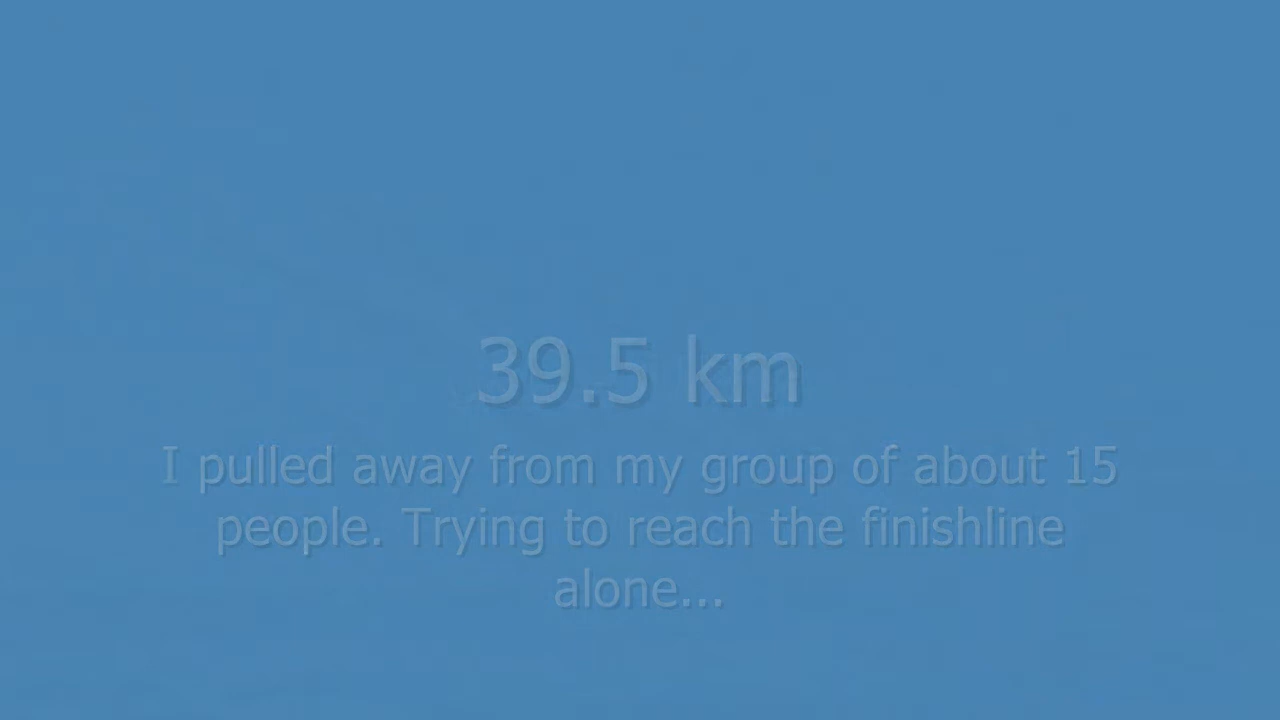 39.5 km
I pulled away from my group of about 15
people. Trying to reach the finishline
alone...